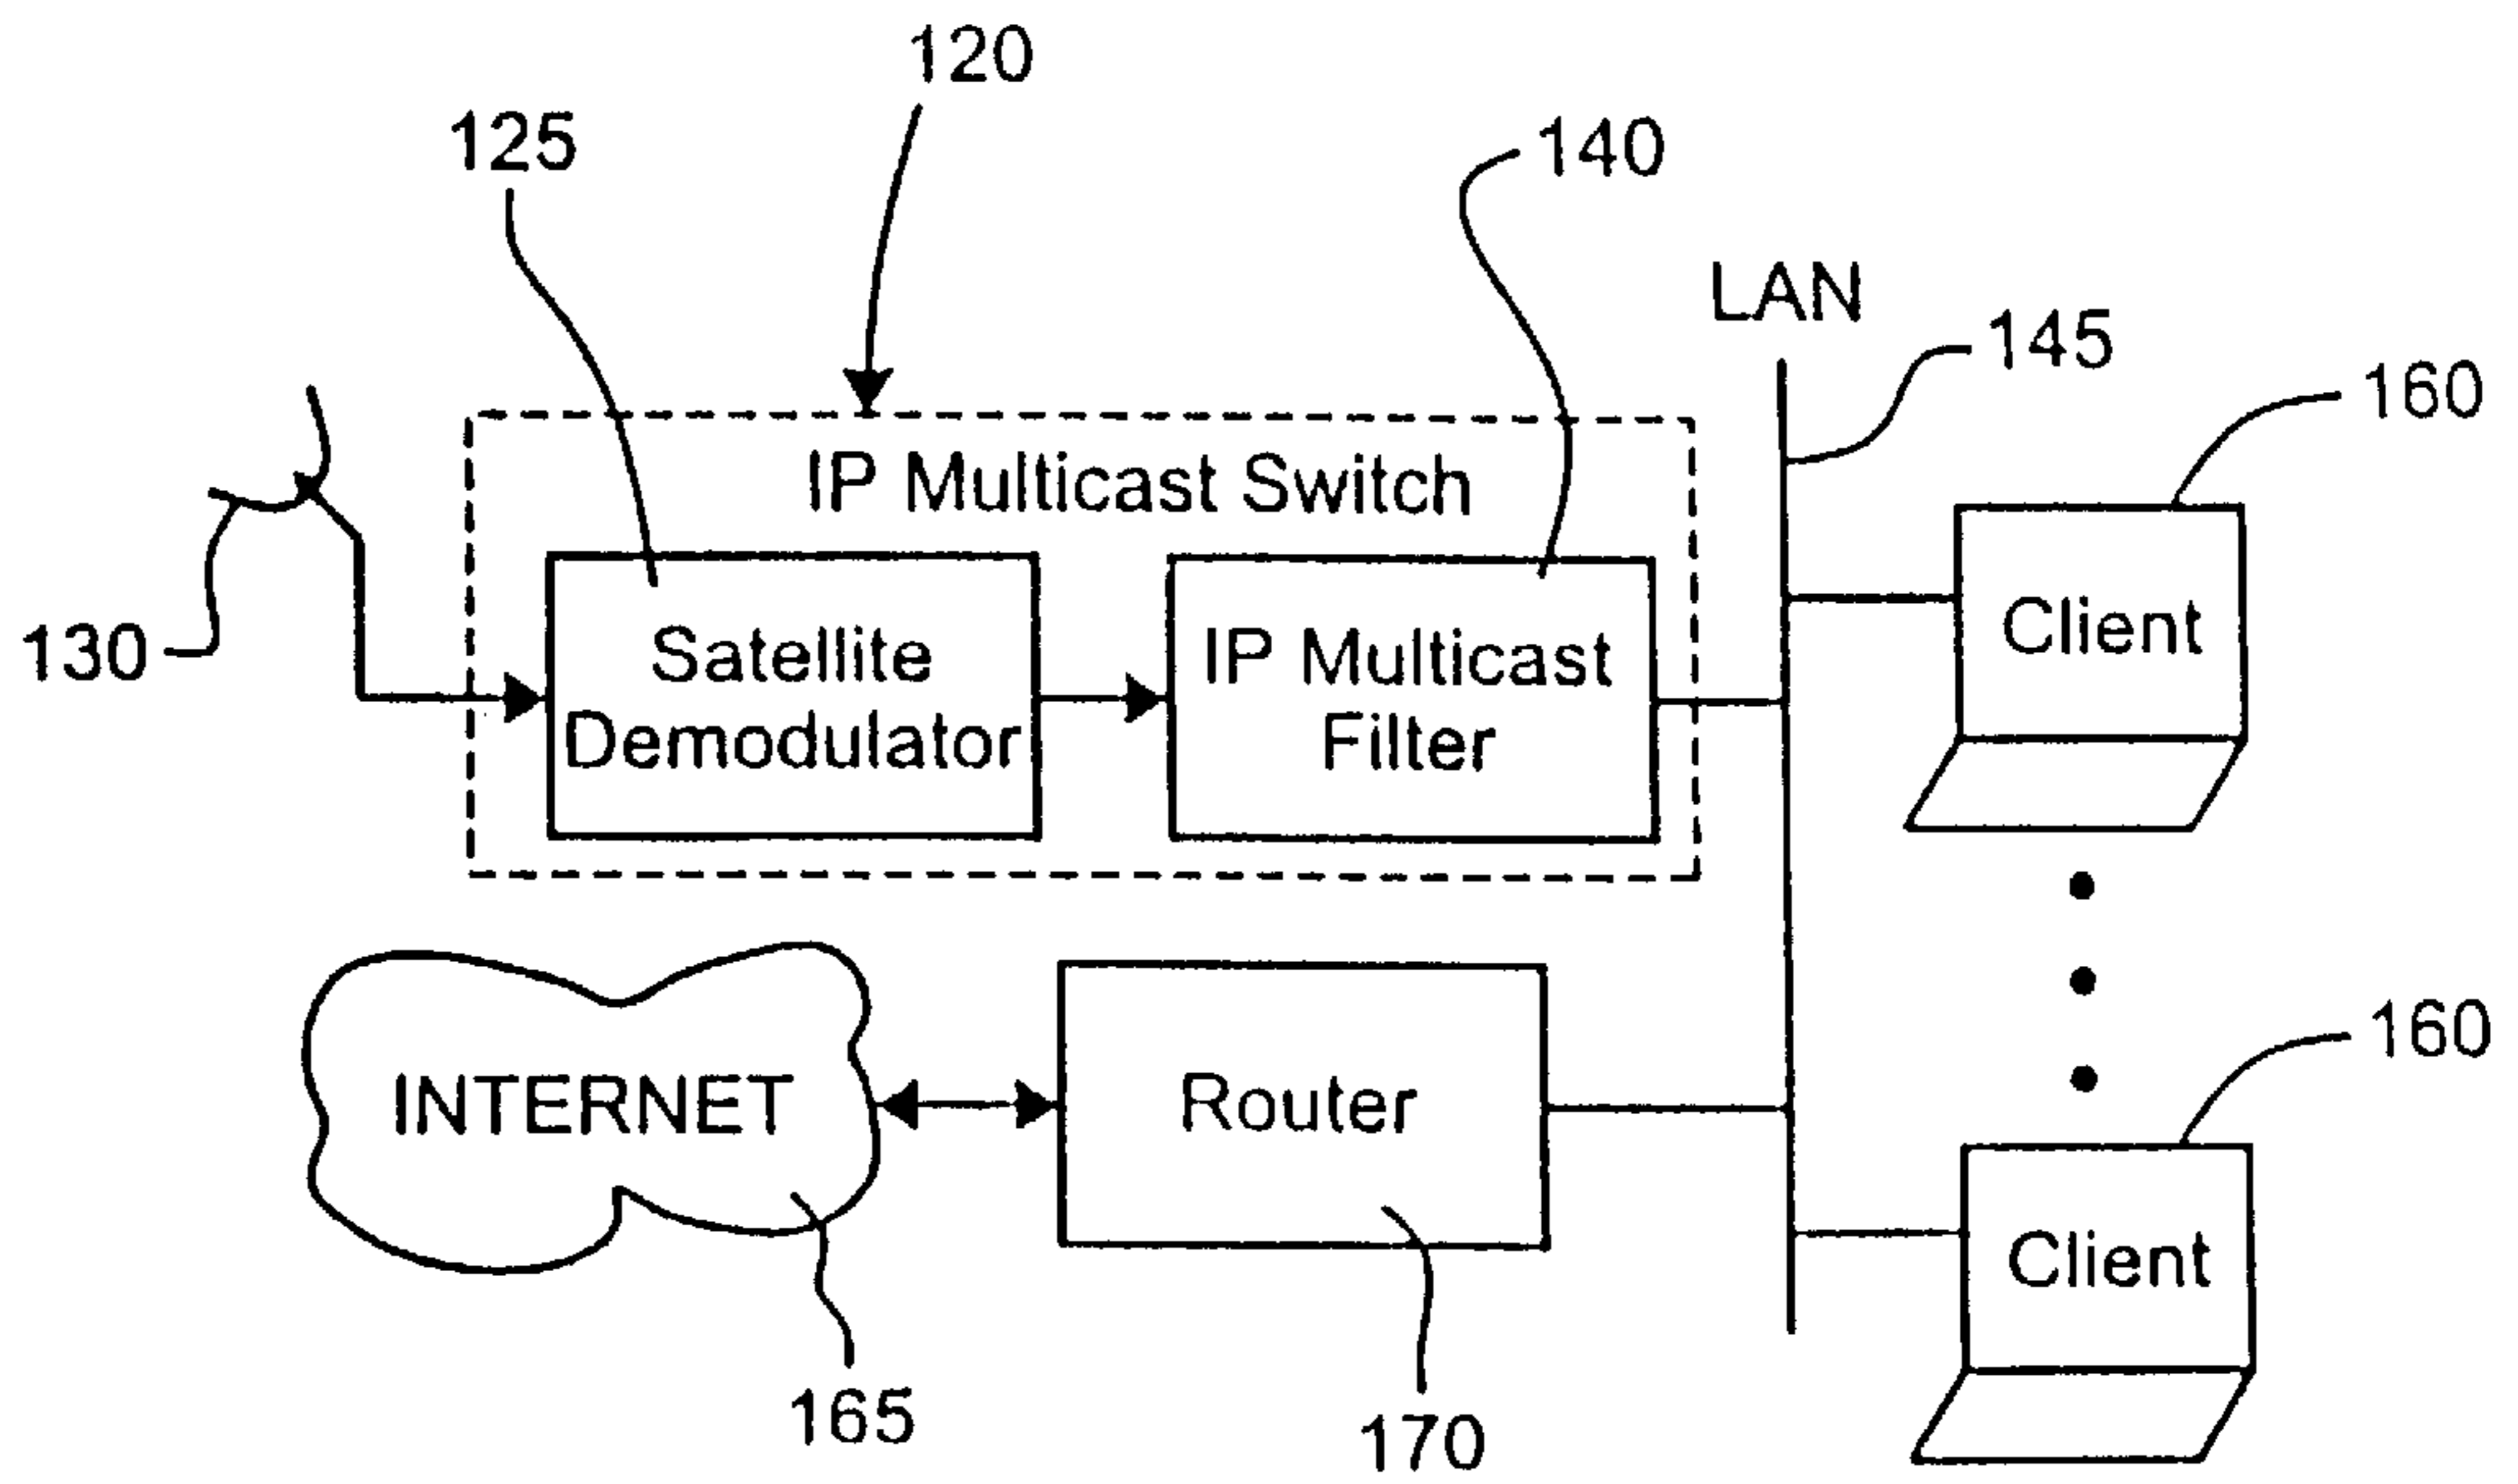 120
125
140
LAN
145
160
IP Multicast Switch
130
Satellite
Demodulator
IP Multicast
Filter
Client
INTERNET
Router
160
Client
165
170